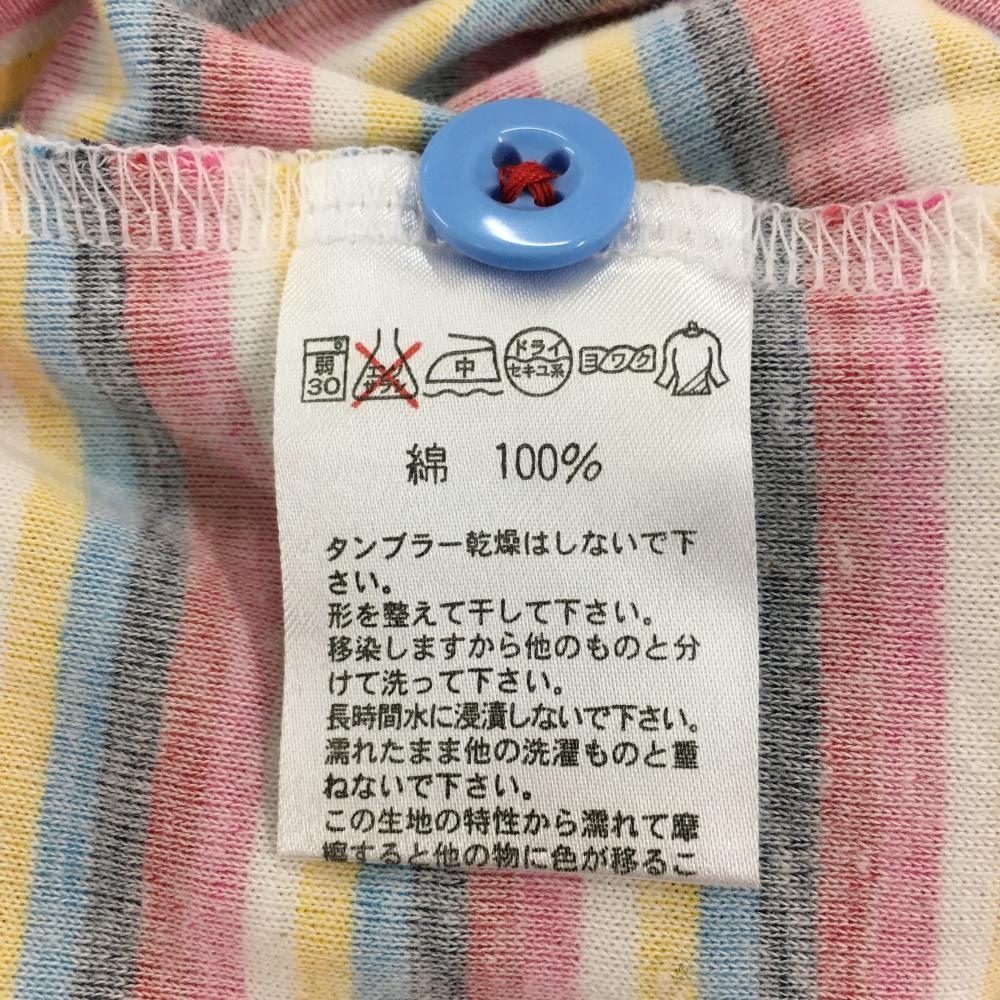 弱 30 エンソサラシ 中 ドライ セキユ系 ヨワク
綿 100%
タンブラー乾燥はしないで下
さい。
形を整えて干して下さい。
移染しますから他のものと分
けて洗って下さい。
長時間水に浸漬しないで下さい。
濡れたまま他の洗濯ものと重
ねないで下さい。
この生地の特性から濡れて摩
擦すると他の物に色が移るこ